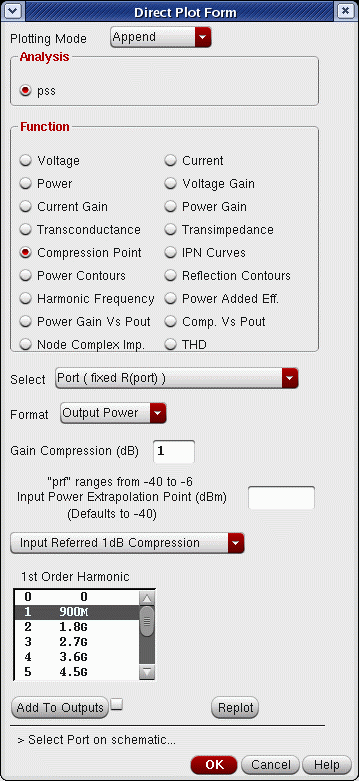 Direct Plot Form
Plotting Mode Append
Analysis
pss
Function
Voltage Current
Power Voltage Gain
Current Gain Power Gain
Transconductance Transimpedance
Compression Point IPN Curves
Power Contours Reflection Contours
Harmonic Frequency Power Added Eff.
Power Gain Vs Pout Comp. Vs Pout
Node Complex Imp. THD
Select Port ( fixed R(port) )
Format Output Power
Gain Compression (dB) 1
"prf" ranges from -40 to -6
Input Power Extrapolation Point (dBm)
(Defaults to -40)
Input Referred 1dB Compression
1st Order Harmonic
0 0
1 900M
2 1.8G
3 2.7G
4 3.6G
5 4.5G
Add To Outputs Replot
> Select Port on schematic...
OK Cancel Help